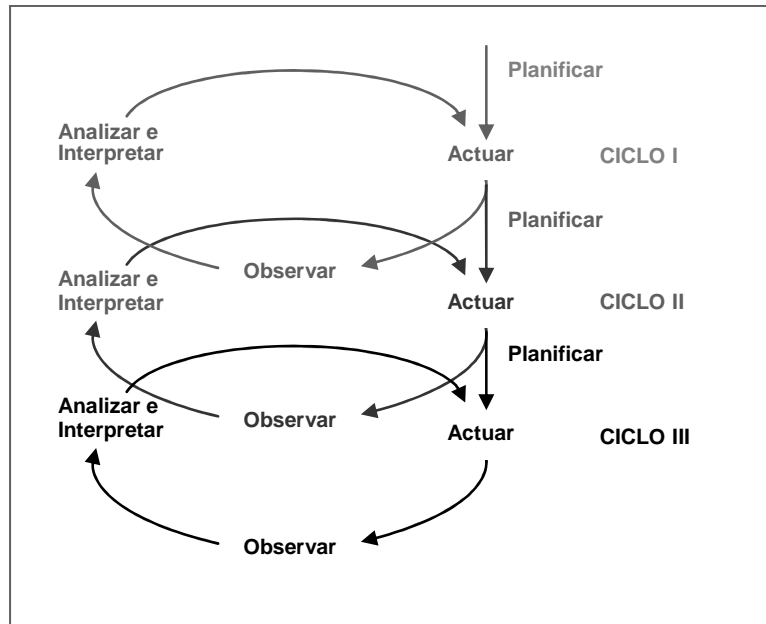 Planificar
Analizar e
Interpretar
Actuar
CICLO I
Planificar
Observar
Analizar e
Interpretar
Actuar
CICLO II
Planificar
Analizar e
Interpretar
Observar
Actuar
CICLO III
Observar